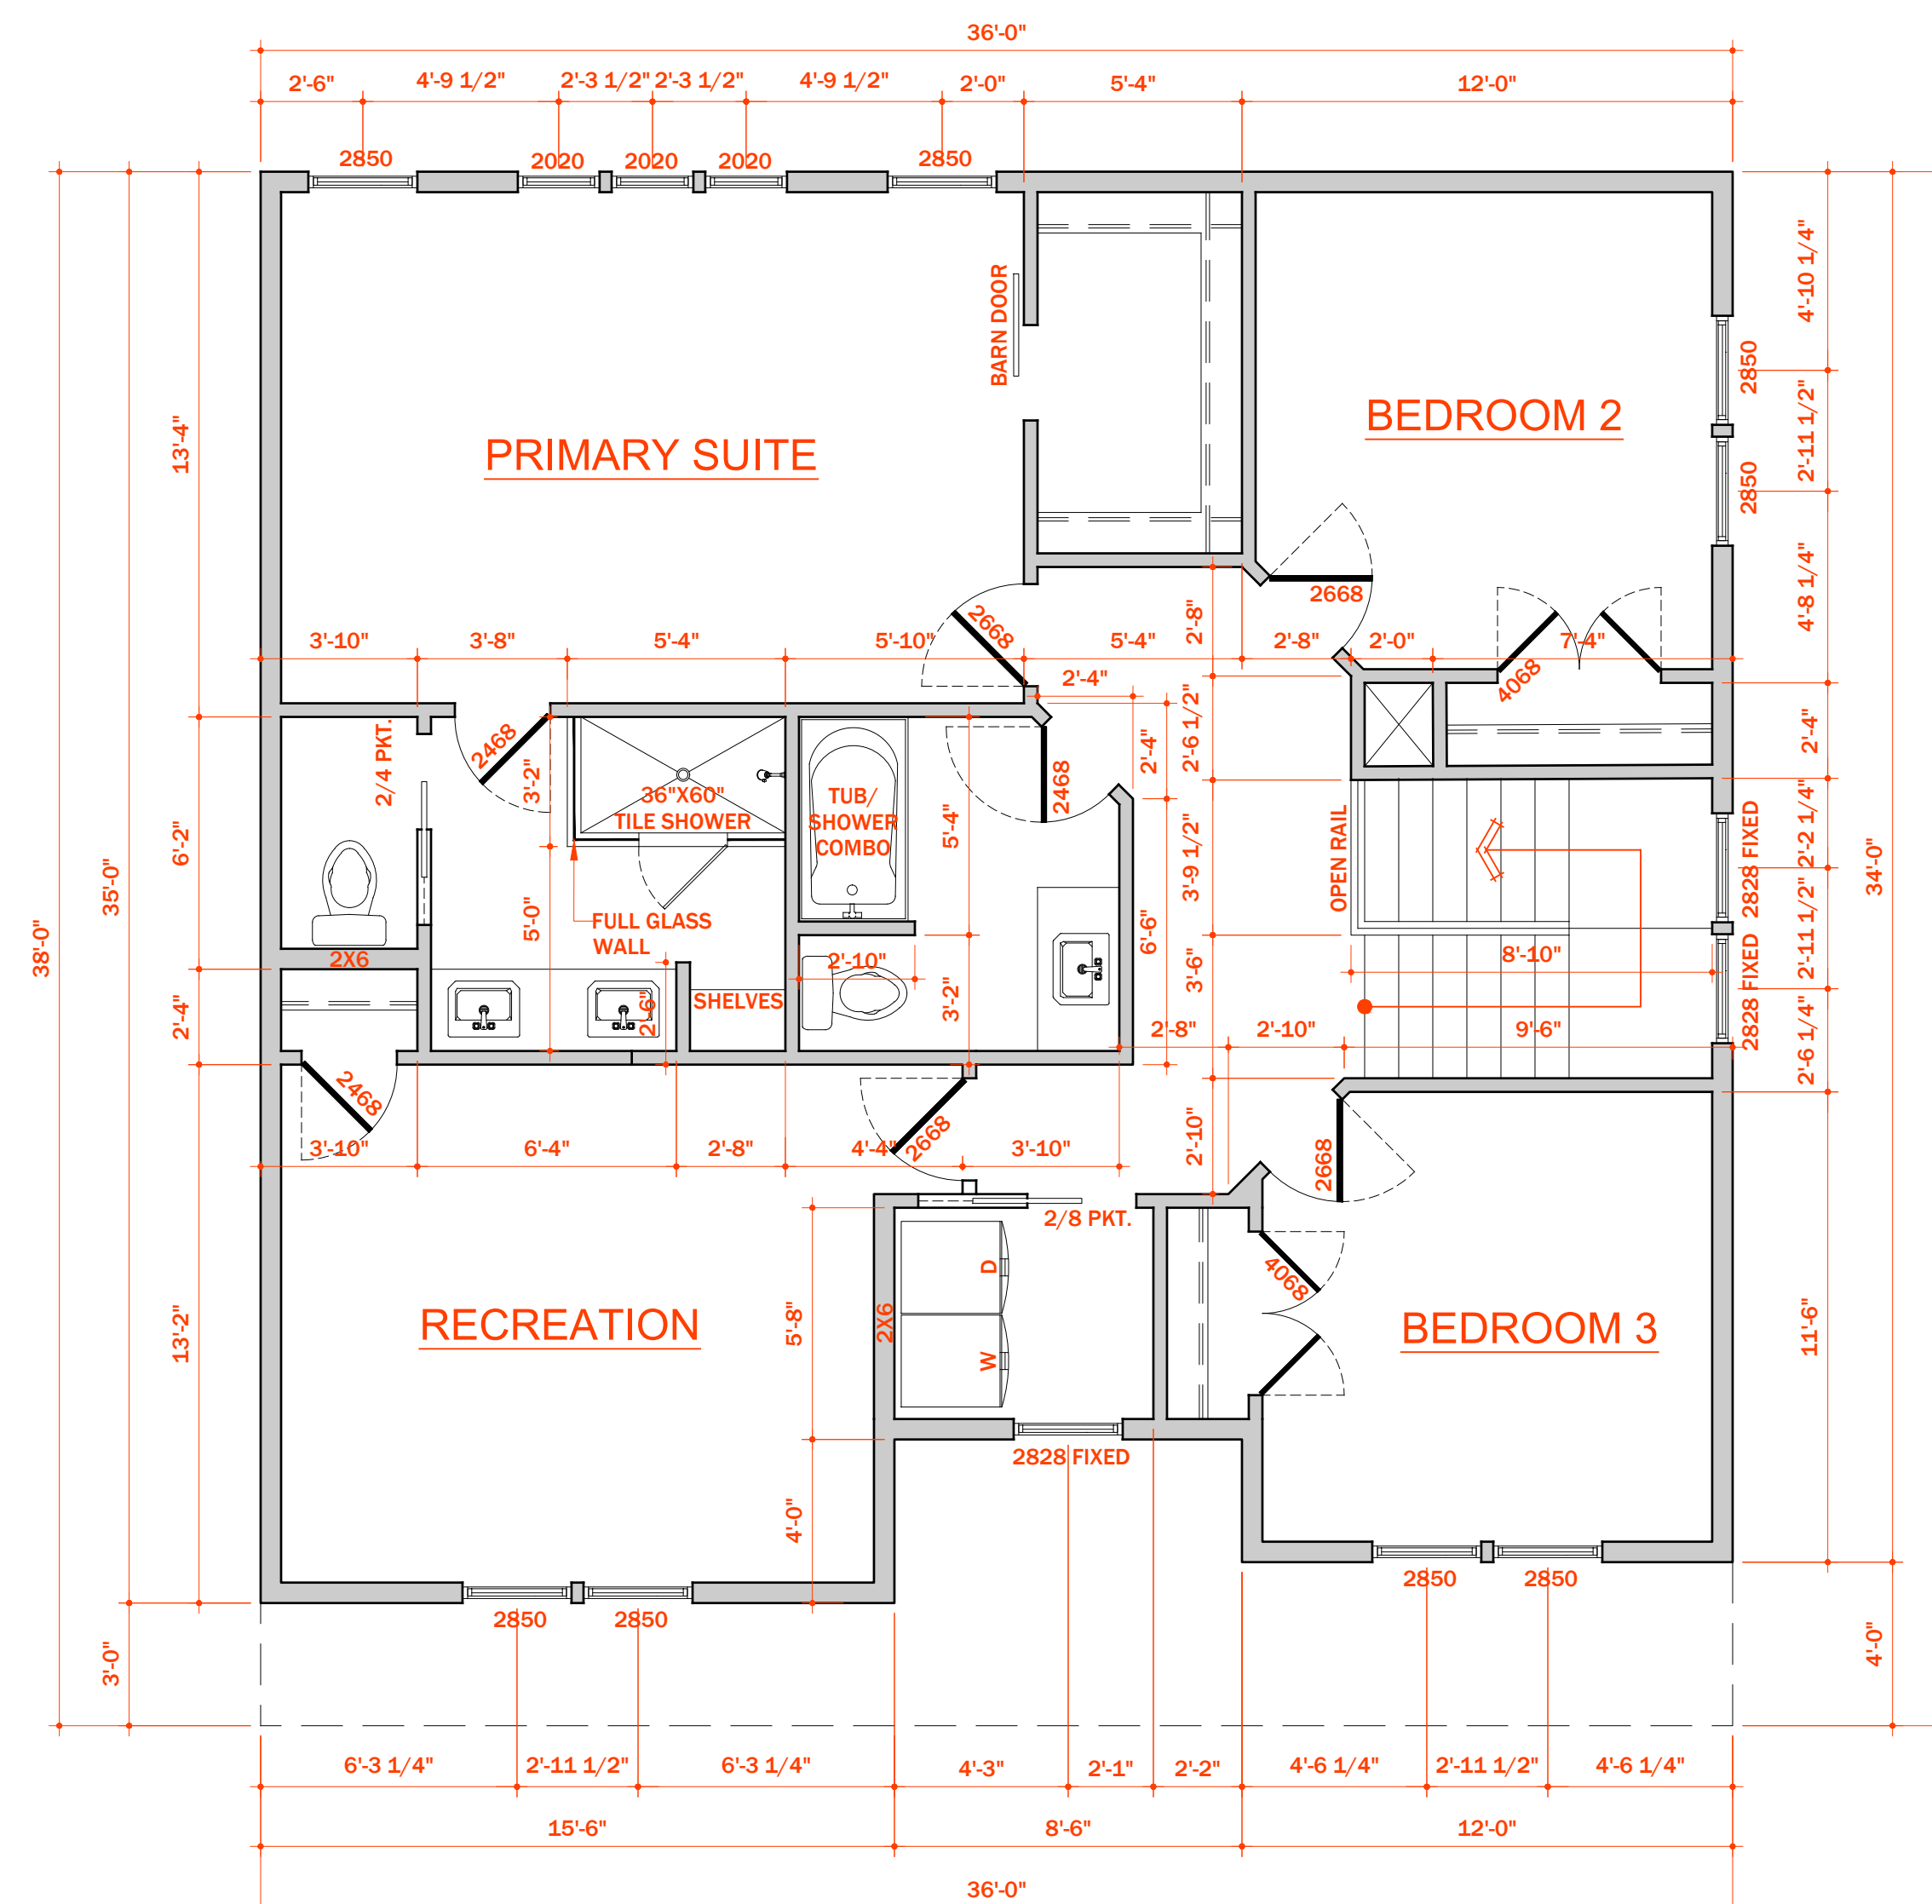 36'-0"
2'-6" 4'-9 1/2" 2'-3 1/2" 2'-3 1/2" 4'-9 1/2" 2'-0" 5'-4" 12'-0"
2850 2020 2020 2020 2850
BARN DOOR
4'-10 1/4"
2850
2'-11 1/2"
2850
13'-4"
PRIMARY SUITE
BEDROOM 2
2668
2668
2'-8"
4'-8 1/4"
3'-10" 3'-8" 5'-4" 5'-10" 5'-4" 2'-8" 2'-0" 7'-4"
4068
2'-4"
2'-6 1/2"
2'-4"
2'-4"
2/4 PKT.
2468
3'-2"
36"X60"
TILE SHOWER
TUB/
SHOWER
COMBO
5'-4"
2468
3'-9 1/2"
OPEN RAIL
2828 FIXED
2'-2 1/4"
6'-2"
35'-0"
38'-0"
34'-0"
5'-0"
FULL GLASS
WALL
6'-6"
3'-6"
8'-10"
2828 FIXED
2'-11 1/2"
2X6
2'-10"
3'-2"
2'-4"
2'-6"
SHELVES
2'-8" 2'-10" 9'-6"
2'-6 1/4"
2468
2668
3'-10" 6'-4" 2'-8" 4'-4" 3'-10"
2'-10"
2668
2/8 PKT.
4068
D
W
2X6
5'-8"
13'-2"
RECREATION
BEDROOM 3
11'-6"
2828 FIXED
4'-0"
2850 2850
2850 2850
3'-0"
4'-0"
6'-3 1/4" 2'-11 1/2" 6'-3 1/4" 4'-3" 2'-1" 2'-2" 4'-6 1/4" 2'-11 1/2" 4'-6 1/4"
15'-6" 8'-6" 12'-0"
36'-0"